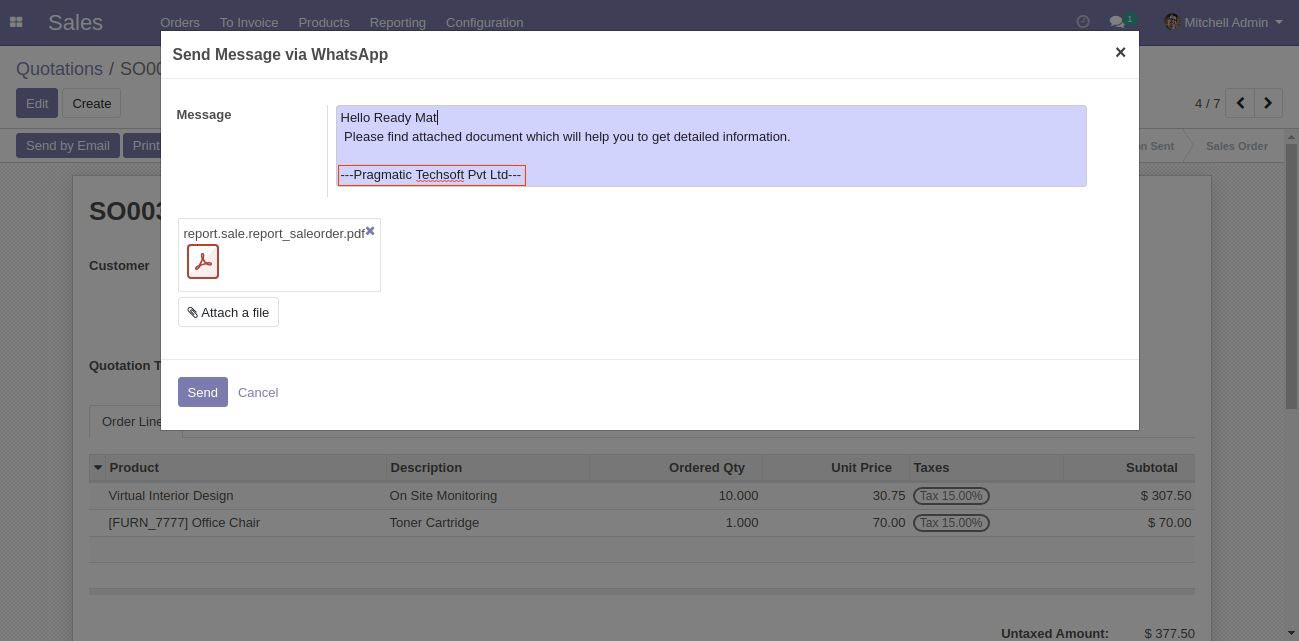 Sales Orders To Invoice Products Reporting Configuration 1 Mitchell Admin
Quotations / SO00
Edit Create
4 / 7
Send by Email Print
n Sent Sales Order
Send Message via WhatsApp ×
Message
Hello Ready Mat
Please find attached document which will help you to get detailed information.
---Pragmatic Techsoft Pvt Ltd---
report.sale.report_saleorder.pdf
Attach a file
Send Cancel
SO003
Customer
Quotation T
Order Line
Product Description Ordered Qty Unit Price Taxes Subtotal
Virtual Interior Design On Site Monitoring 10.000 30.75 Tax 15.00% $ 307.50
[FURN_7777] Office Chair Toner Cartridge 1.000 70.00 Tax 15.00% $ 70.00
Untaxed Amount: $ 377.50